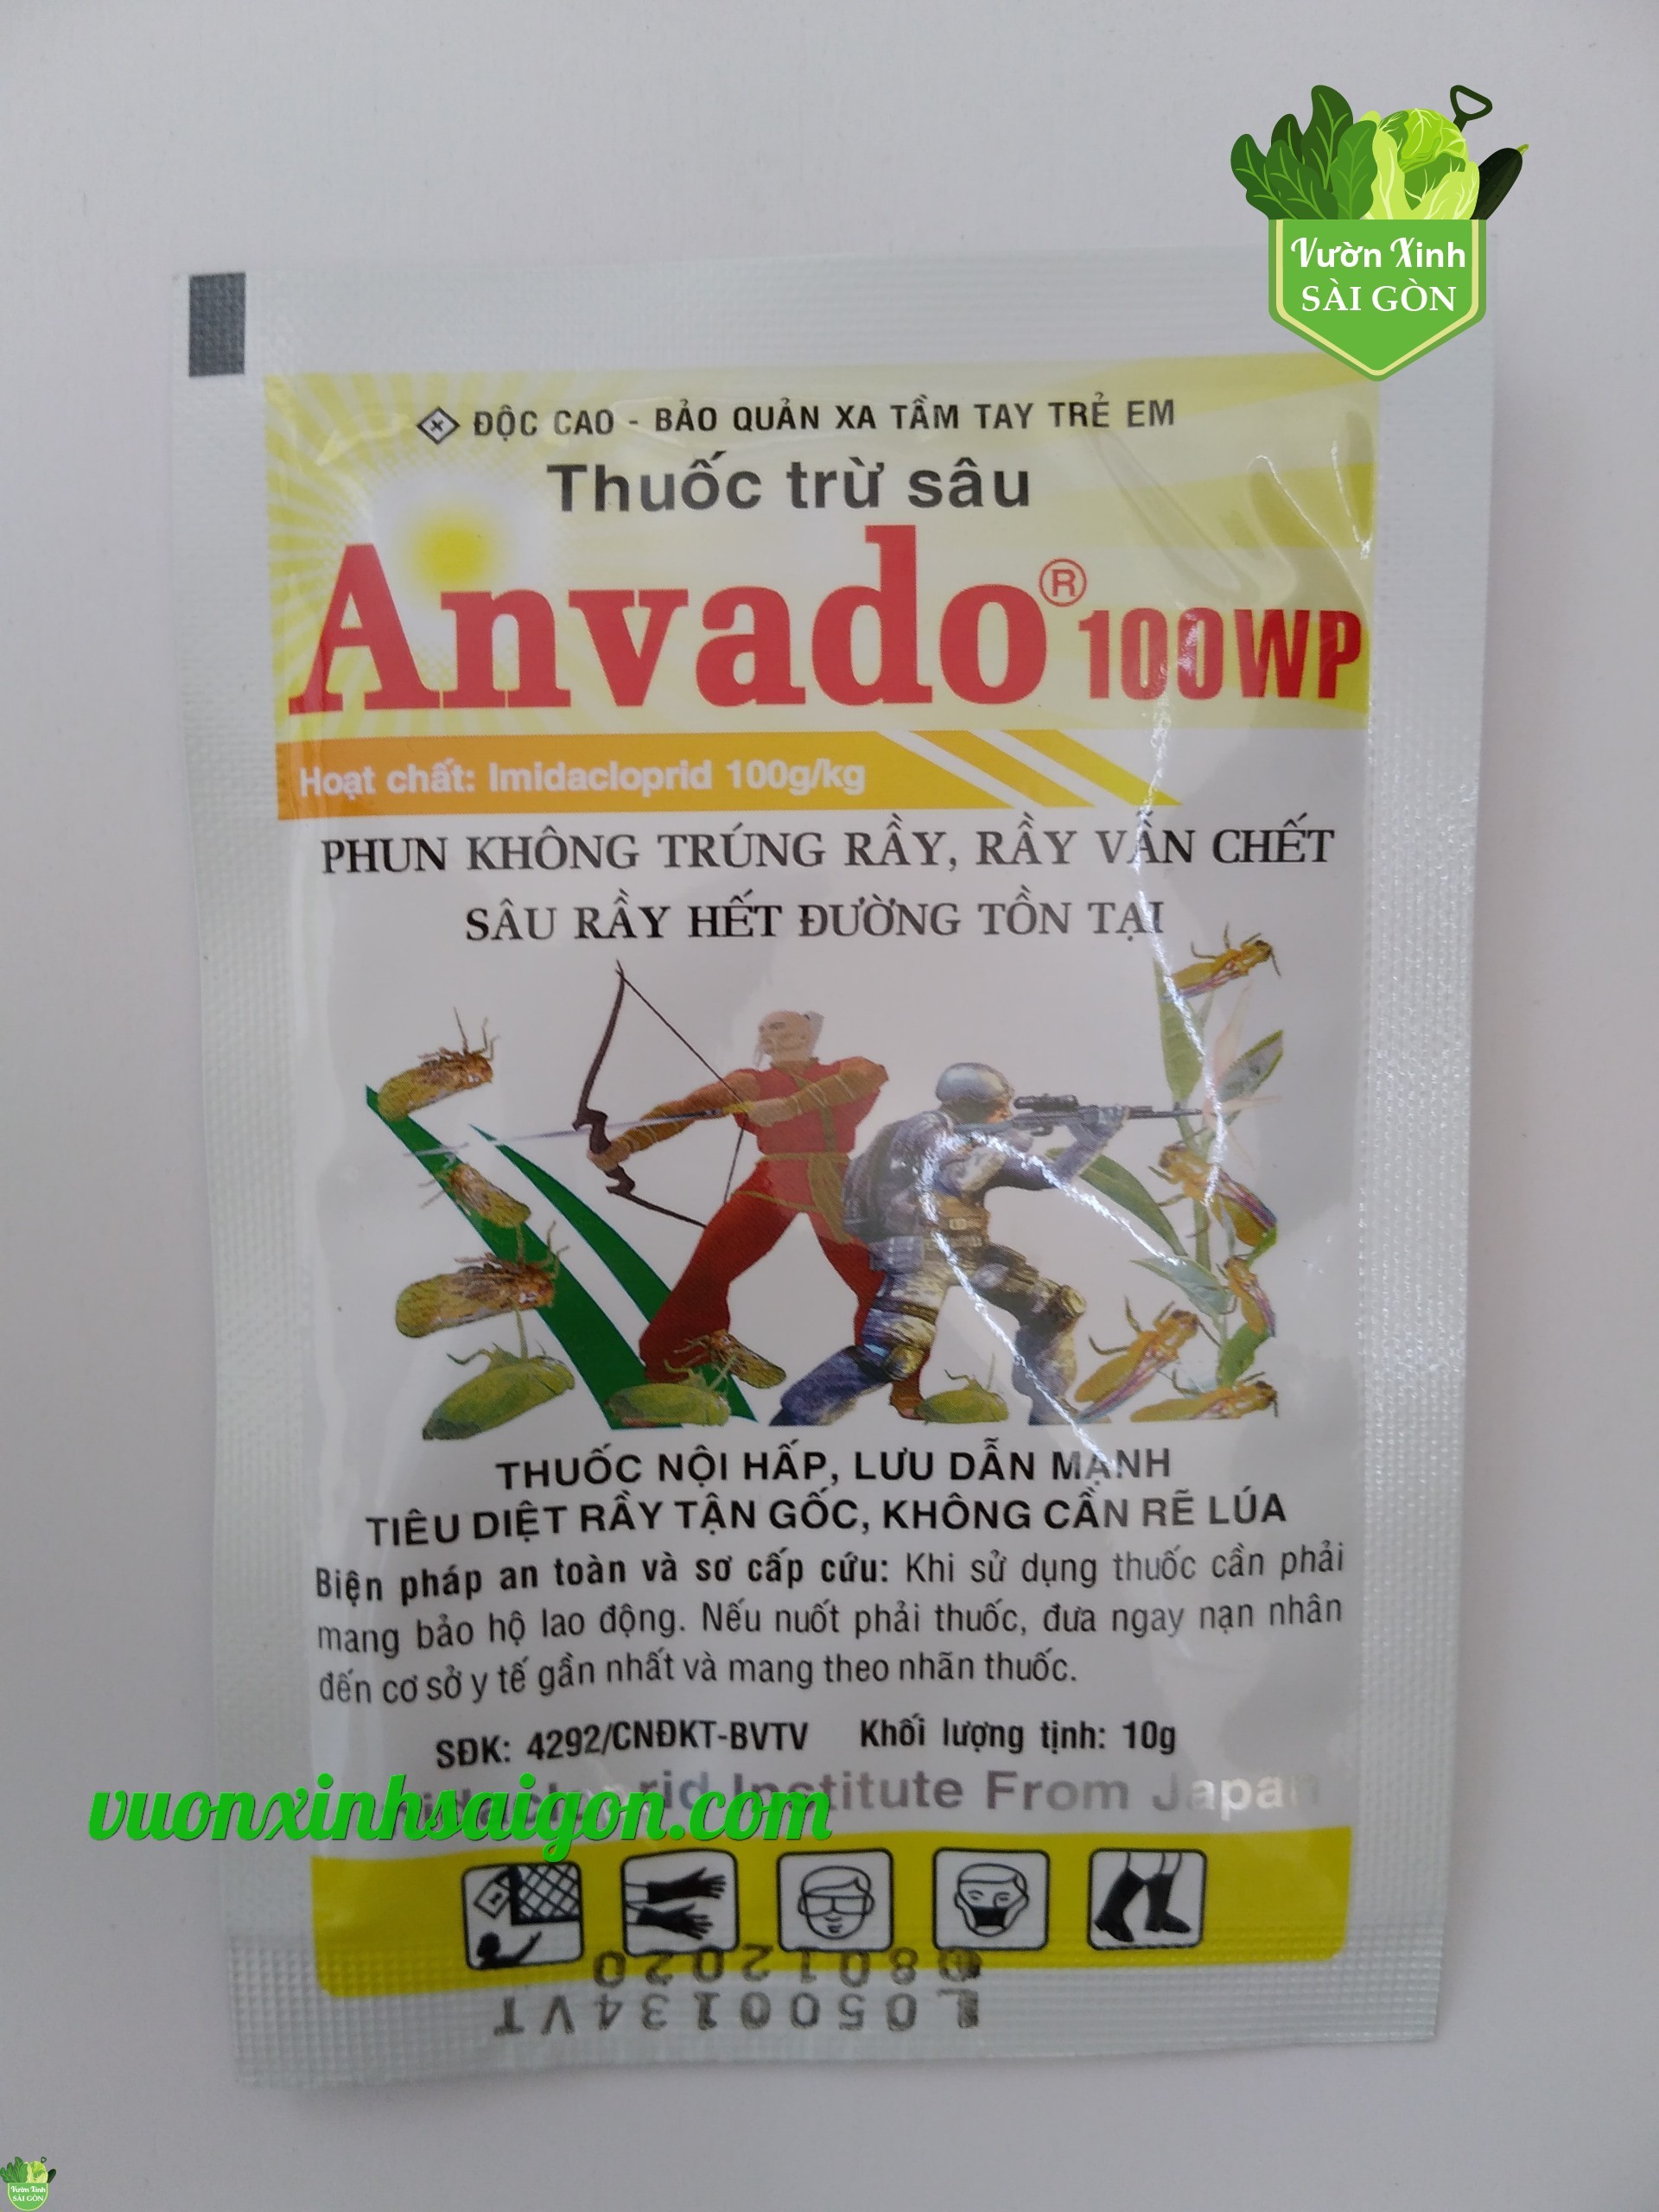 Vườn Xinh
SÀI GÒN
ĐỘC CAO - BẢO QUẢN XA TẦM TAY TRẺ EM
Thuốc trừ sâu
Anvado® 100WP
Hoạt chất: Imidacloprid 100g/kg
PHUN KHÔNG TRÚNG RẦY, RẦY VẪN CHẾT
SÂU RẦY HẾT ĐƯỜNG TỒN TẠI
THUỐC NỘI HẤP, LƯU DẪN MẠNH
TIÊU DIỆT RẦY TẬN GỐC, KHÔNG CẦN RẼ LÚA
Biện pháp an toàn và sơ cấp cứu: Khi sử dụng thuốc cần phải
mang bảo hộ lao động. Nếu nuốt phải thuốc, đưa ngay nạn nhân
đến cơ sở y tế gần nhất và mang theo nhãn thuốc.
SĐK: 4292/CNĐKT-BVTV Khối lượng tịnh: 10g
Institute From Japan
vuonxinhsaigon.com
08012020
L0500134VT
Vườn Xinh
SÀI GÒN